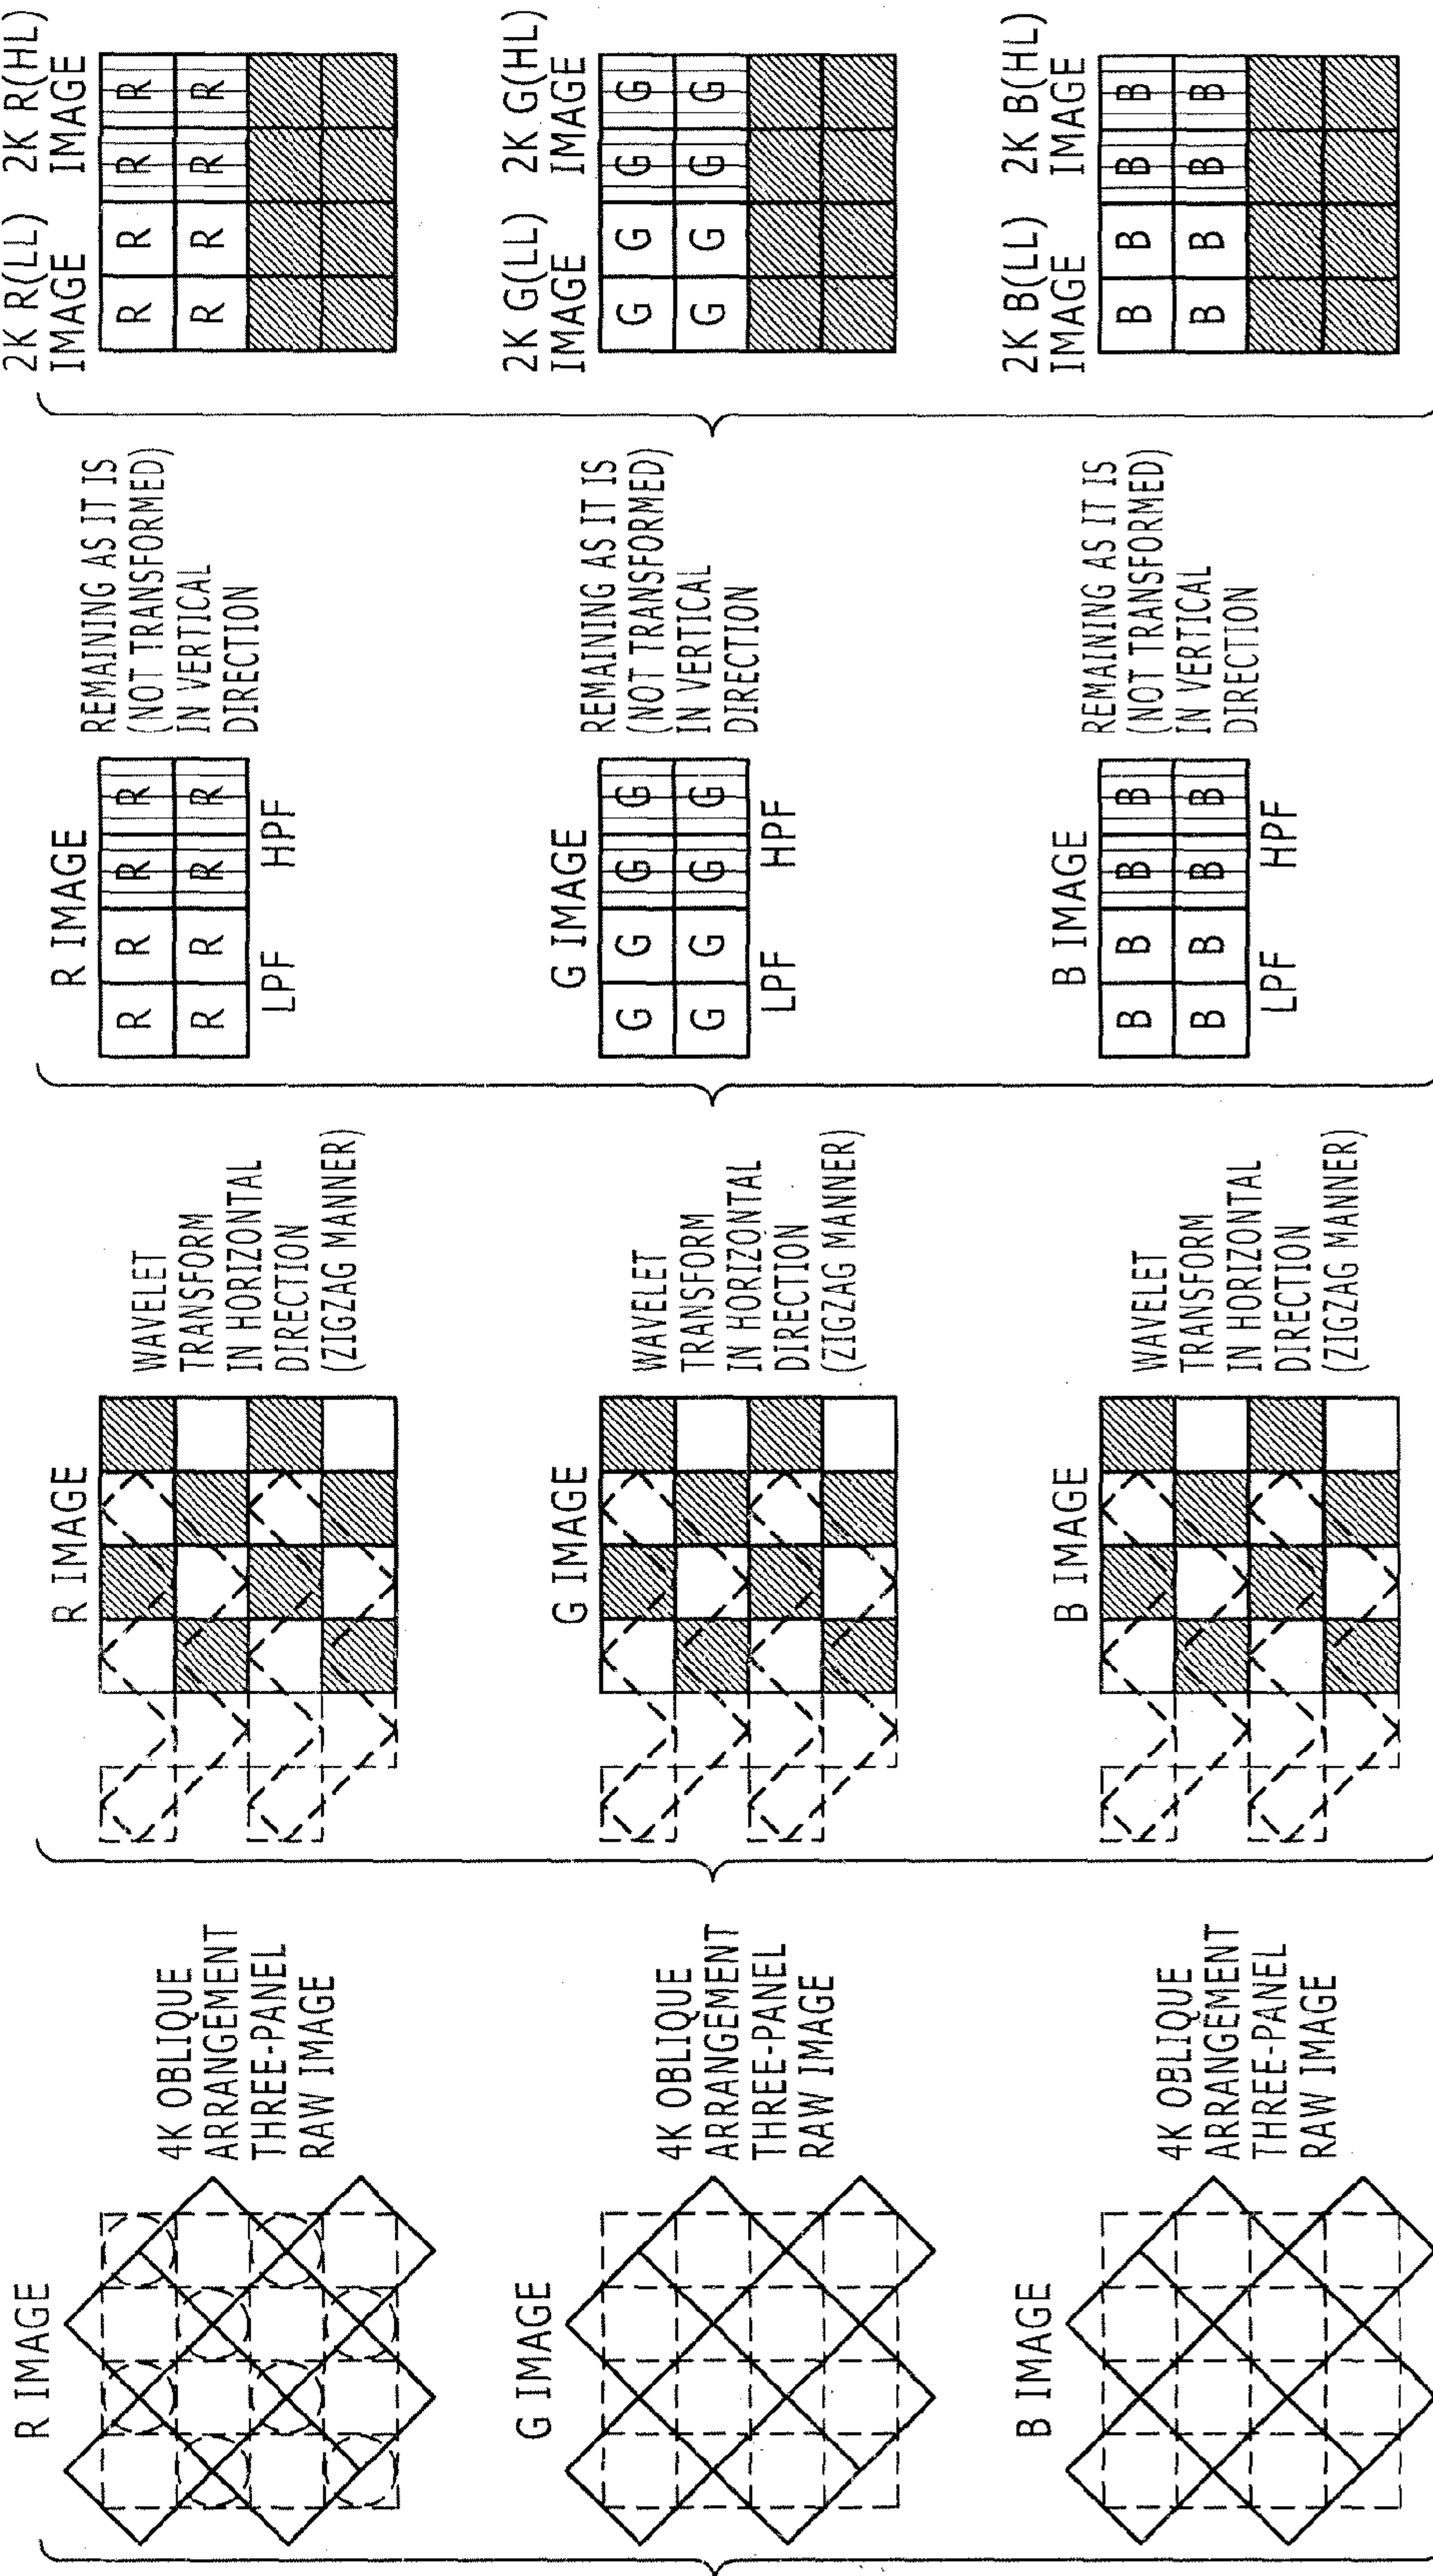 R IMAGE
4K OBLIQUE
ARRANGEMENT
THREE-PANEL
RAW IMAGE
G IMAGE
4K OBLIQUE
ARRANGEMENT
THREE-PANEL
RAW IMAGE
B IMAGE
4K OBLIQUE
ARRANGEMENT
THREE-PANEL
RAW IMAGE
R IMAGE
WAVELET
TRANSFORM
IN HORIZONTAL
DIRECTION
(ZIGZAG MANNER)
G IMAGE
WAVELET
TRANSFORM
IN HORIZONTAL
DIRECTION
(ZIGZAG MANNER)
B IMAGE
WAVELET
TRANSFORM
IN HORIZONTAL
DIRECTION
(ZIGZAG MANNER)
R IMAGE
R R R R
R R R R
LPF HPF
REMAINING AS IT IS
(NOT TRANSFORMED)
IN VERTICAL
DIRECTION
G IMAGE
G G G G
G G G G
LPF HPF
REMAINING AS IT IS
(NOT TRANSFORMED)
IN VERTICAL
DIRECTION
B IMAGE
B B B B
B B B B
LPF HPF
REMAINING AS IT IS
(NOT TRANSFORMED)
IN VERTICAL
DIRECTION
2K R(LL) 2K R(HL)
IMAGE IMAGE
R R R R
R R R R
2K G(LL) 2K G(HL)
IMAGE IMAGE
G G G G
G G G G
2K B(LL) 2K B(HL)
IMAGE IMAGE
B B B B
B B B B